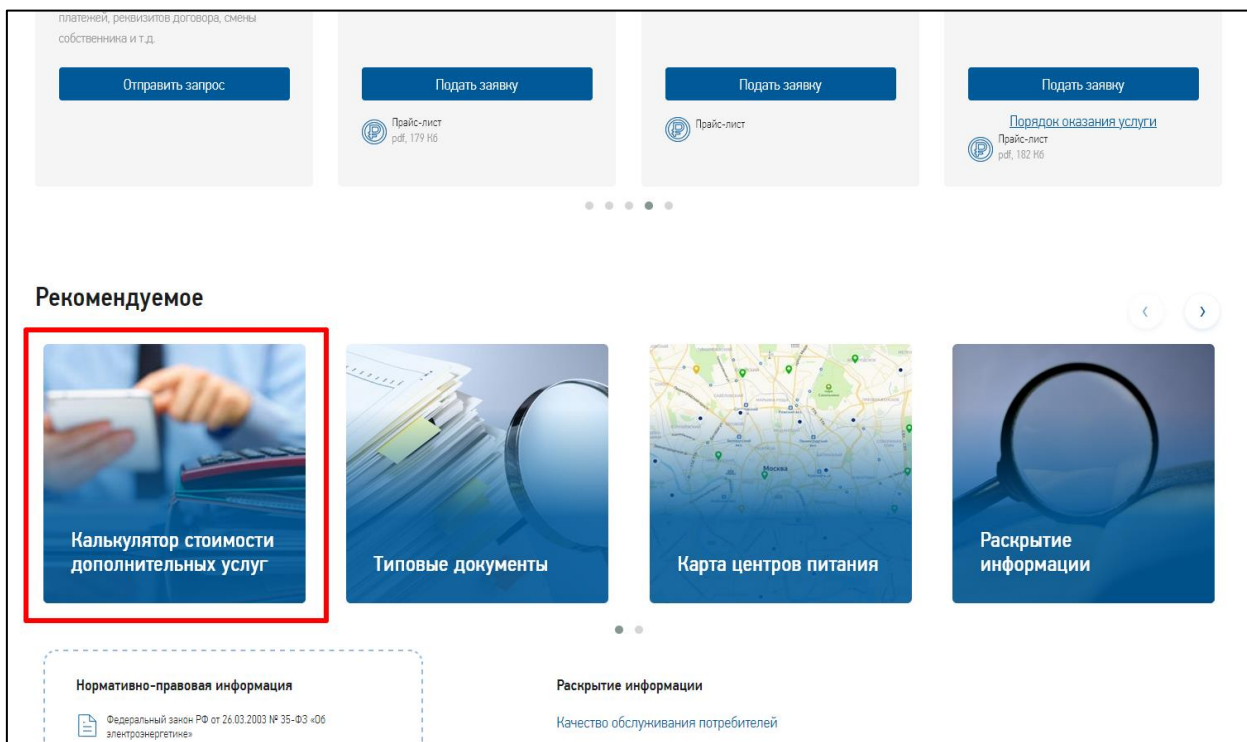 платежей, реквизитов договора, смены
собственника и т.д.
Отправить запрос
Подать заявку
Прайс-лист
pdf, 179 Кб
Подать заявку
Прайс-лист
Подать заявку
Порядок оказания услуги
Прайс-лист
pdf, 182 Кб
Рекомендуемое
Калькулятор стоимости
дополнительных услуг
Типовые документы
Москва
Карта центров питания
Раскрытие
информации
Нормативно-правовая информация
Федеральный закон РФ от 26.03.2003 № 35-ФЗ «Об
электроэнергетике»
Раскрытие информации
Качество обслуживания потребителей